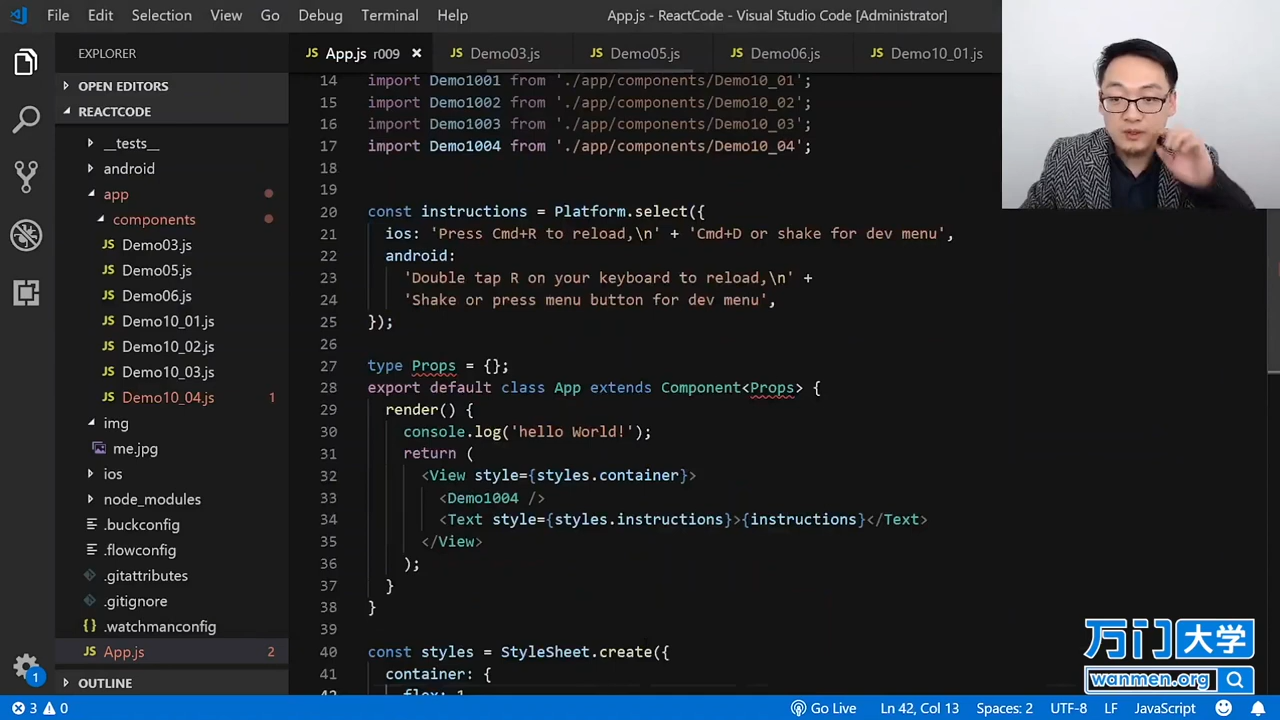 File Edit Selection View Go Debug Terminal Help App.js - ReactCode - Visual Studio Code [Administrator]
EXPLORER
App.js r009 Demo03.js Demo05.js Demo06.js Demo10_01.js
OPEN EDITORS
REACTCODE
__tests__
android
app
components
Demo03.js
Demo05.js
Demo06.js
Demo10_01.js
Demo10_02.js
Demo10_03.js
Demo10_04.js 1
img
me.jpg
ios
node_modules
.buckconfig
.flowconfig
.gitattributes
.gitignore
.watchmanconfig
App.js 2
OUTLINE
14 import Demo1001 from './app/components/Demo10_01';
15 import Demo1002 from './app/components/Demo10_02';
16 import Demo1003 from './app/components/Demo10_03';
17 import Demo1004 from './app/components/Demo10_04';
18
19
20 const instructions = Platform.select({
21 ios: 'Press Cmd+R to reload,\n' + 'Cmd+D or shake for dev menu',
22 android:
23 'Double tap R on your keyboard to reload,\n' +
24 'Shake or press menu button for dev menu',
25 });
26
27 type Props = {};
28 export default class App extends Component<Props> {
29 render() {
30 console.log('hello World!');
31 return (
32 <View style={styles.container}>
33 <Demo1004 />
34 <Text style={styles.instructions}>{instructions}</Text>
35 </View>
36 );
37 }
38 }
39
40 const styles = StyleSheet.create({
41 container: {
42 flex: 1
万门大学
wanmen.org
1
3 0 Go Live Ln 42, Col 13 Spaces: 2 UTF-8 LF JavaScript